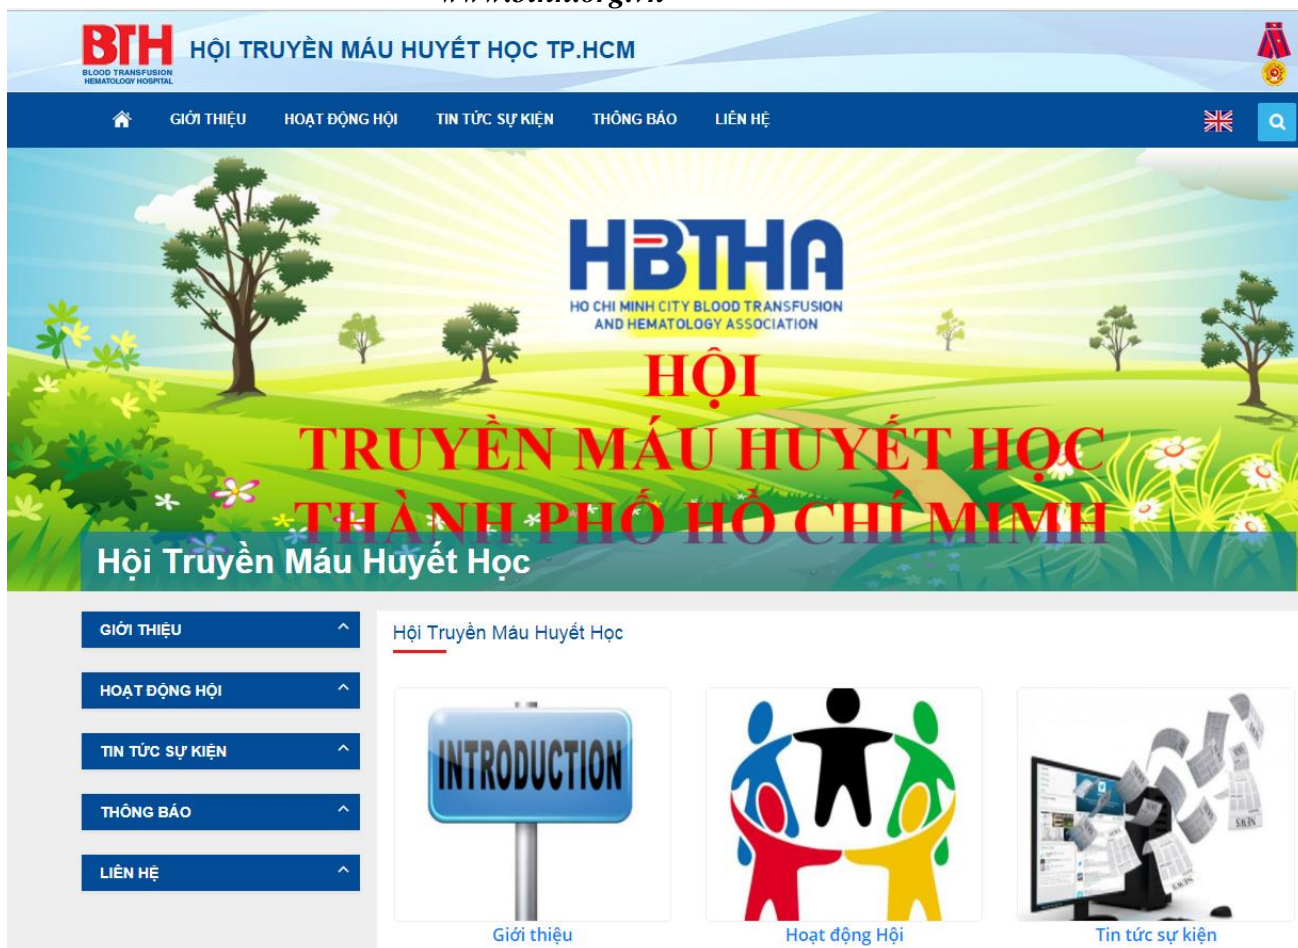 BTH
BLOOD TRANSFUSION
HEMATOLOGY HOSPITAL
HỘI TRUYỀN MÁU HUYẾT HỌC TP.HCM
GIỚI THIỆU HOẠT ĐỘNG HỘI TIN TỨC SỰ KIỆN THÔNG BÁO LIÊN HỆ
HBTHA
HO CHI MINH CITY BLOOD TRANSFUSION
AND HEMATOLOGY ASSOCIATION
HỘI
TRUYỀN MÁU HUYẾT HỌC
THÀNH PHỐ HỒ CHÍ MIMH
Hội Truyền Máu Huyết Học
GIỚI THIỆU
HOẠT ĐỘNG HỘI
TIN TỨC SỰ KIỆN
THÔNG BÁO
LIÊN HỆ
Hội Truyền Máu Huyết Học
INTRODUCTION
NEWS
NEWS
Giới thiệu
Hoạt động Hội
Tin tức sự kiện